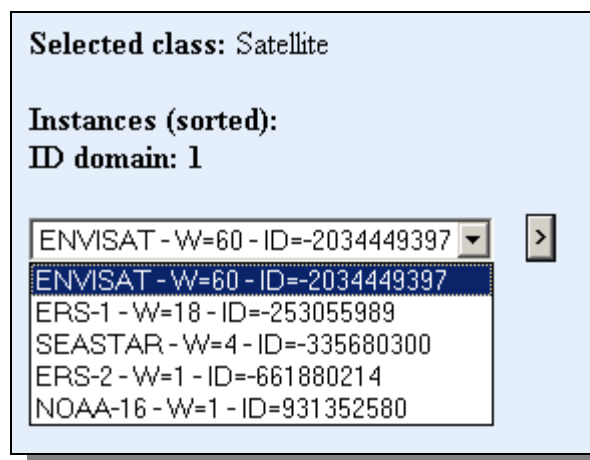 Selected class: Satellite
Instances (sorted):
ID domain: 1
ENVISAT - W=60 - ID=-2034449397
>
ENVISAT - W=60 - ID=-2034449397
ERS-1 - W=18 - ID=-253055989
SEASTAR - W=4 - ID=-335680300
ERS-2 - W=1 - ID=-661880214
NOAA-16 - W=1 - ID=931352580